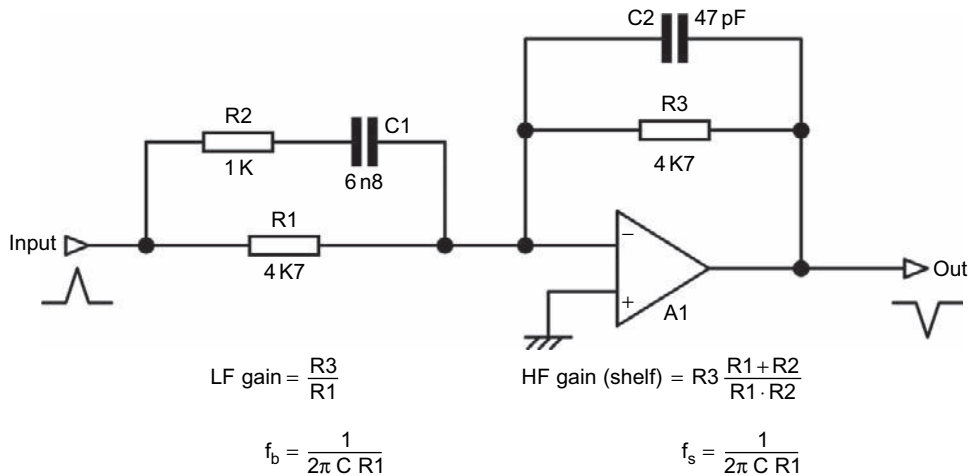 C2 47 pF
R3
4 K7
R2
C1
1 K
6 n8
R1
4 K7
Input
−
+
A1
Out
LF gain = R3/R1
HF gain (shelf) = R3 (R1 + R2)/(R1 · R2)
f_b = 1/(2π C R1)
f_s = 1/(2π C R1)